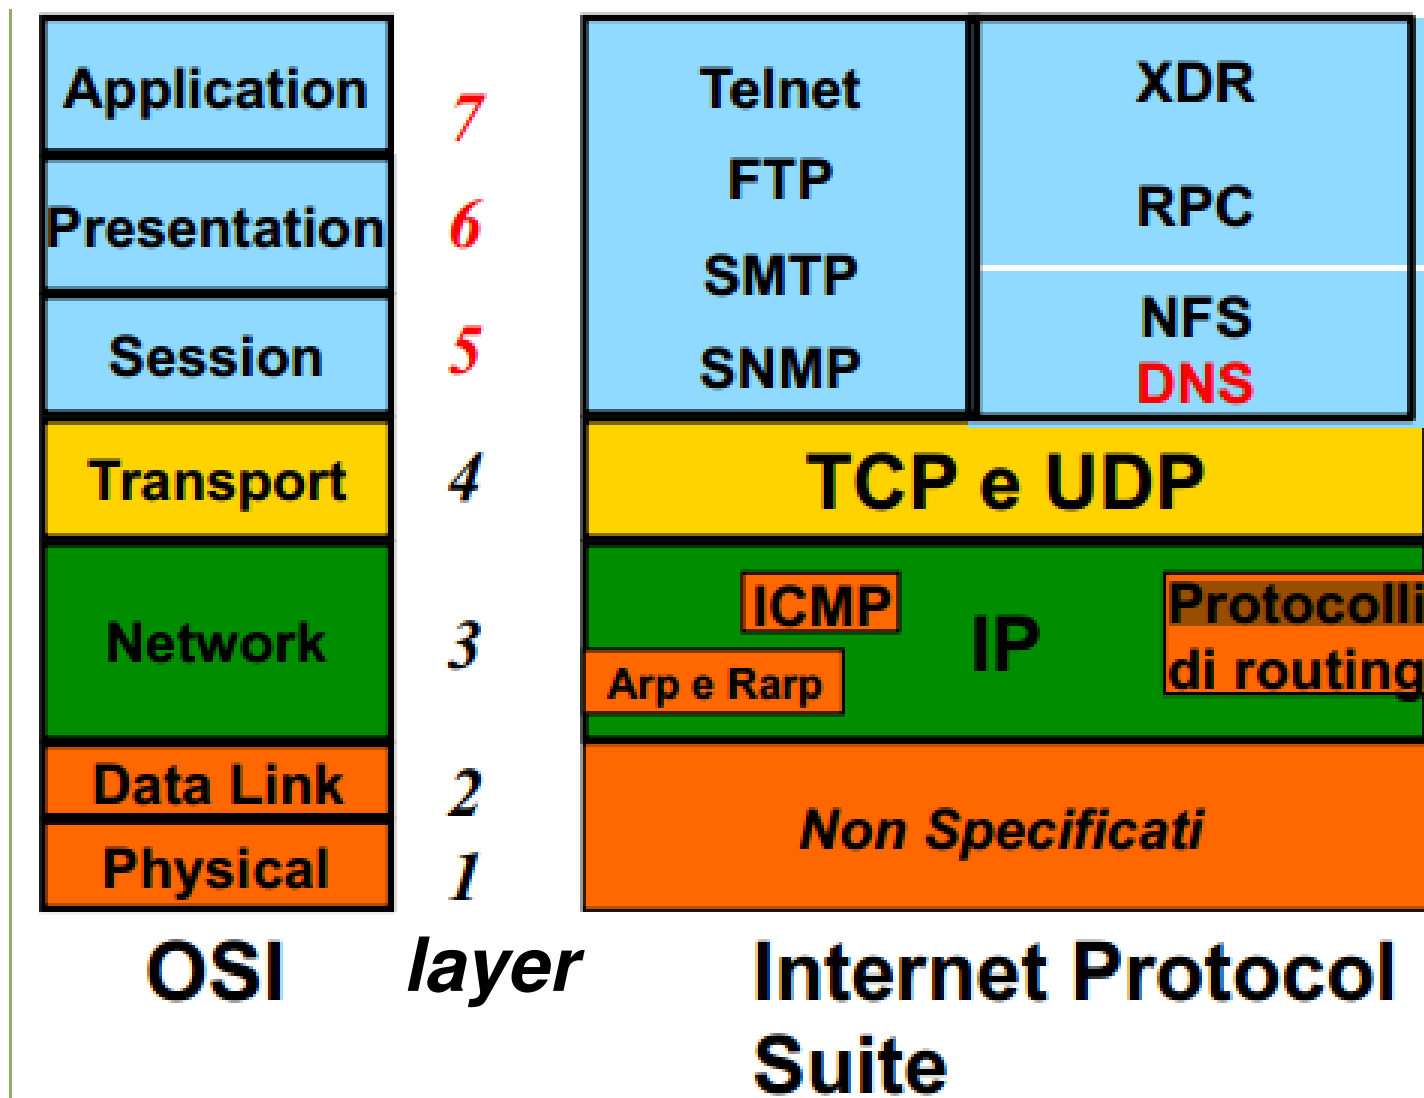 Application
Presentation
Session
Transport
Network
Data Link
Physical
OSI
7
6
5
4
3
2
1
layer
Telnet
FTP
SMTP
SNMP
XDR
RPC
NFS
DNS
TCP e UDP
ICMP
Arp e Rarp
IP
Protocolli
di routing
Non Specificati
Internet Protocol
Suite